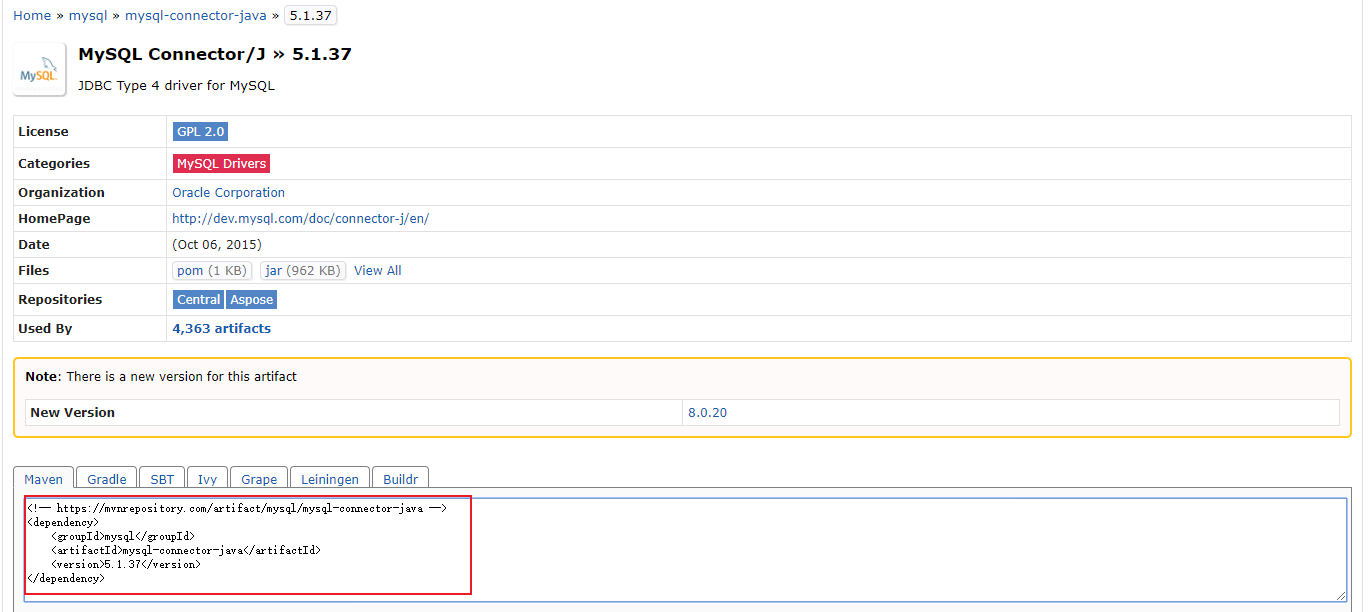 Home » mysql » mysql-connector-java » 5.1.37
MySQL Connector/J » 5.1.37
MySQL
JDBC Type 4 driver for MySQL
License GPL 2.0
Categories MySQL Drivers
Organization Oracle Corporation
HomePage http://dev.mysql.com/doc/connector-j/en/
Date (Oct 06, 2015)
Files pom (1 KB) jar (962 KB) View All
Repositories Central Aspose
Used By 4,363 artifacts
Note: There is a new version for this artifact
New Version 8.0.20
Maven Gradle SBT Ivy Grape Leiningen Buildr
<!-- https://mvnrepository.com/artifact/mysql/mysql-connector-java -->
<dependency>
    <groupId>mysql</groupId>
    <artifactId>mysql-connector-java</artifactId>
    <version>5.1.37</version>
</dependency>